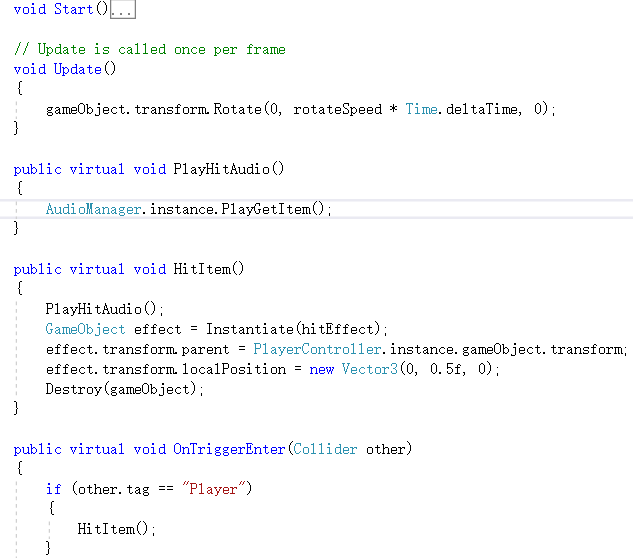 void Start()...
// Update is called once per frame
void Update()
{
gameObject.transform.Rotate(0, rotateSpeed * Time.deltaTime, 0);
}
public virtual void PlayHitAudio()
{
AudioManager.instance.PlayGetItem();
}
public virtual void HitItem()
{
PlayHitAudio();
GameObject effect = Instantiate(hitEffect);
effect.transform.parent = PlayerController.instance.gameObject.transform;
effect.transform.localPosition = new Vector3(0, 0.5f, 0);
Destroy(gameObject);
}
public virtual void OnTriggerEnter(Collider other)
{
if (other.tag == "Player")
{
HitItem();
}